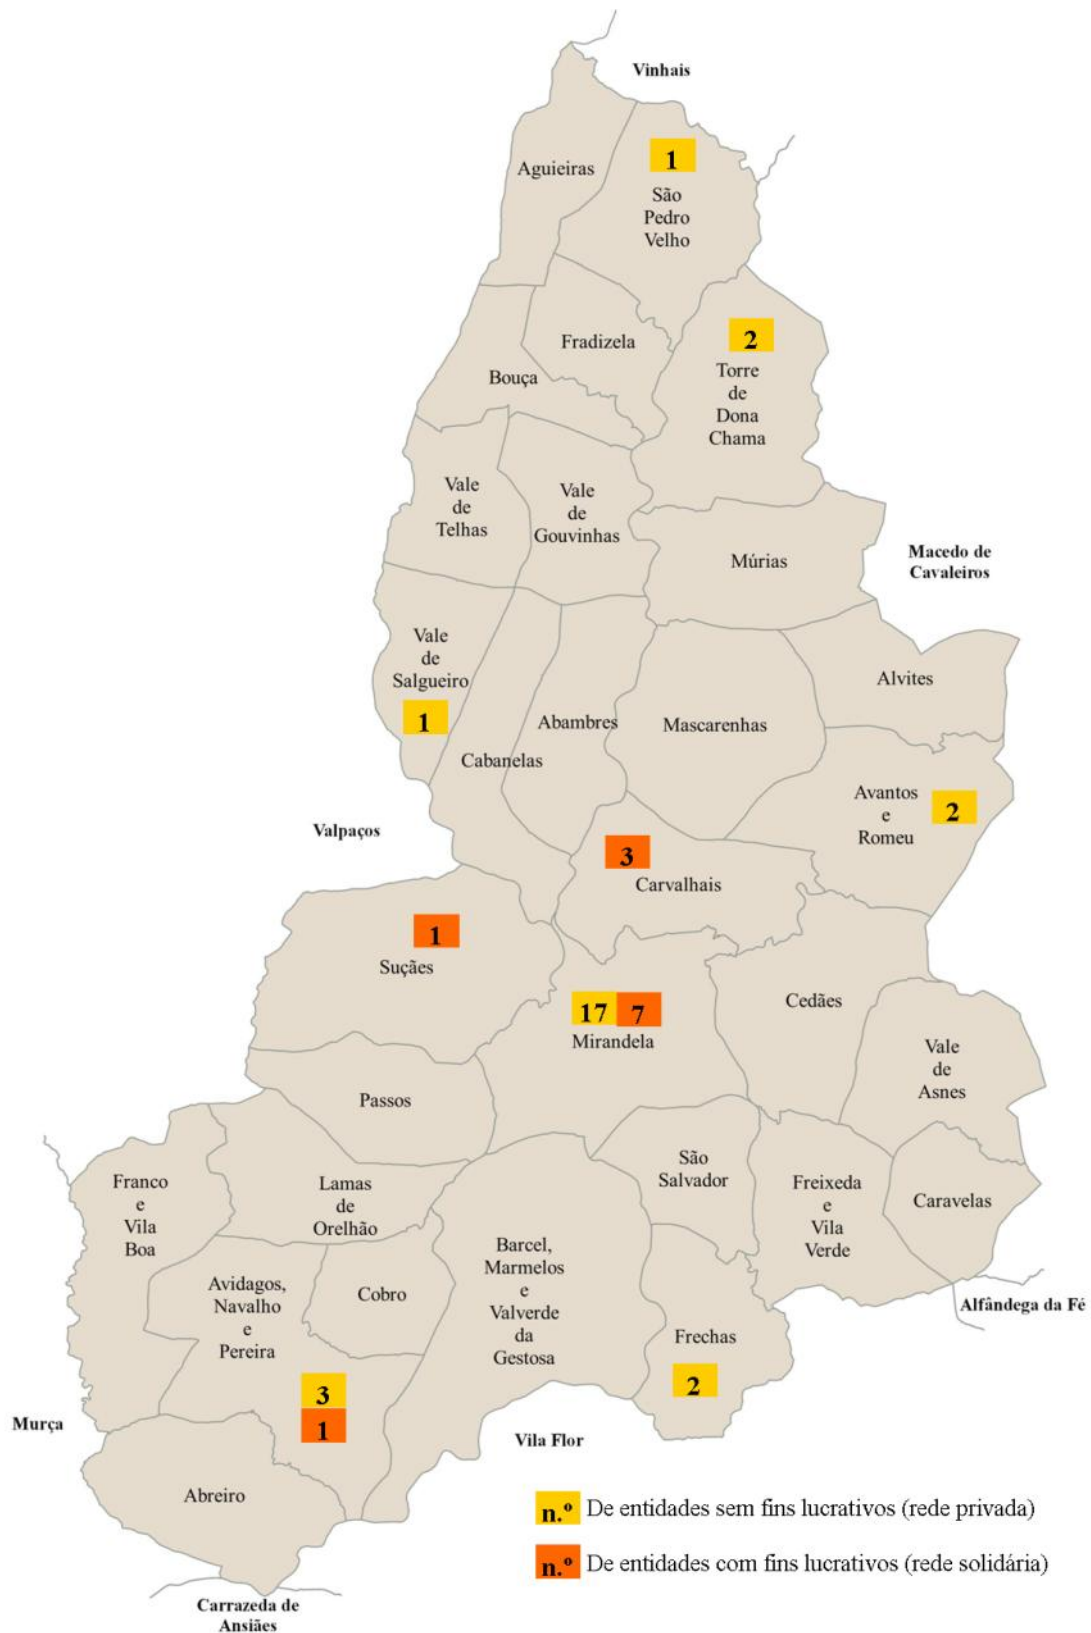 Vinhais
Aguieiras
1
São
Pedro
Velho
Fradizela
2
Torre
de
Dona
Chama
Bouça
Vale
de
Telhas
Vale
de
Gouvinhas
Múrias
Macedo de
Cavaleiros
Vale
de
Salgueiro
1
Abambres
Mascarenhas
Alvites
Cabanelas
Avantos
e
Romeu
2
Valpaços
3
Carvalhais
1
Suçães
17 7
Mirandela
Cedães
Vale
de
Asnes
Passos
Franco
e
Vila
Boa
Lamas
de
Orelhão
São
Salvador
Freixeda
e
Vila
Verde
Caravelas
Avidagos,
Navalho
e
Pereira
3
1
Cobro
Barcel,
Marmelos
e
Valverde
da
Gestosa
Frechas
2
Alfândega da Fé
Murça
Vila Flor
Abreiro
n.º De entidades sem fins lucrativos (rede privada)
n.º De entidades com fins lucrativos (rede solidária)
Carrazeda de
Ansiães